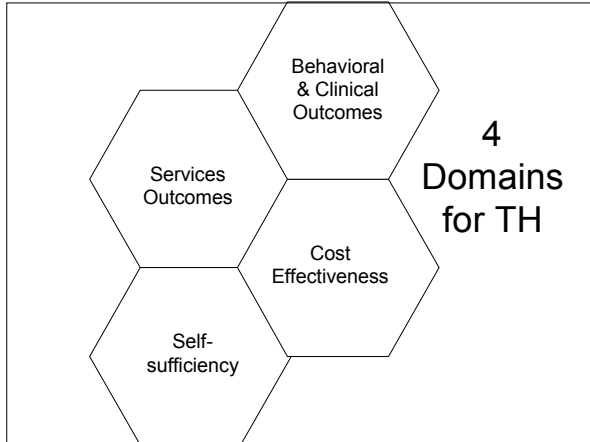 Behavioral
& Clinical
Outcomes
4
Domains
for TH
Services
Outcomes
Cost
Effectiveness
Self-
sufficiency